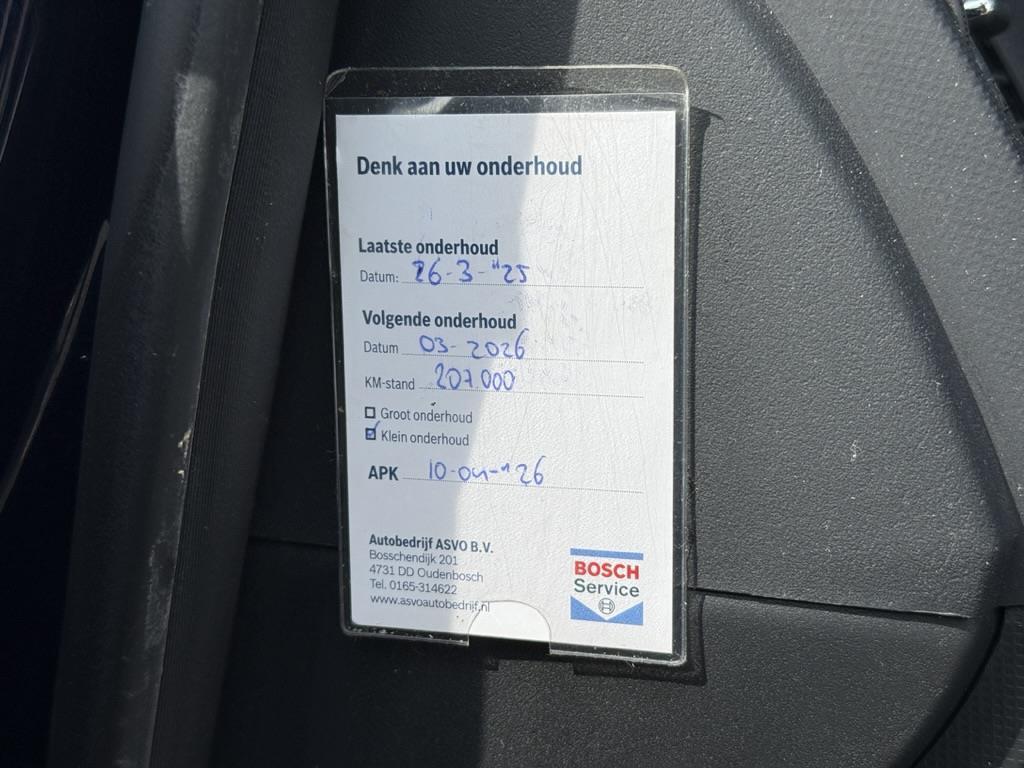 Denk aan uw onderhoud
Laatste onderhoud
Datum: 26-3-"25
Volgende onderhoud
Datum 03-2026
KM-stand 207.000
Groot onderhoud
Klein onderhoud
APK 10-04-"26
Autobedrijf ASVO B.V.
Bosschendijk 201
4731 DD Oudenbosch
Tel. 0165-314622
www.asvoautobedrijf.nl
BOSCH
Service